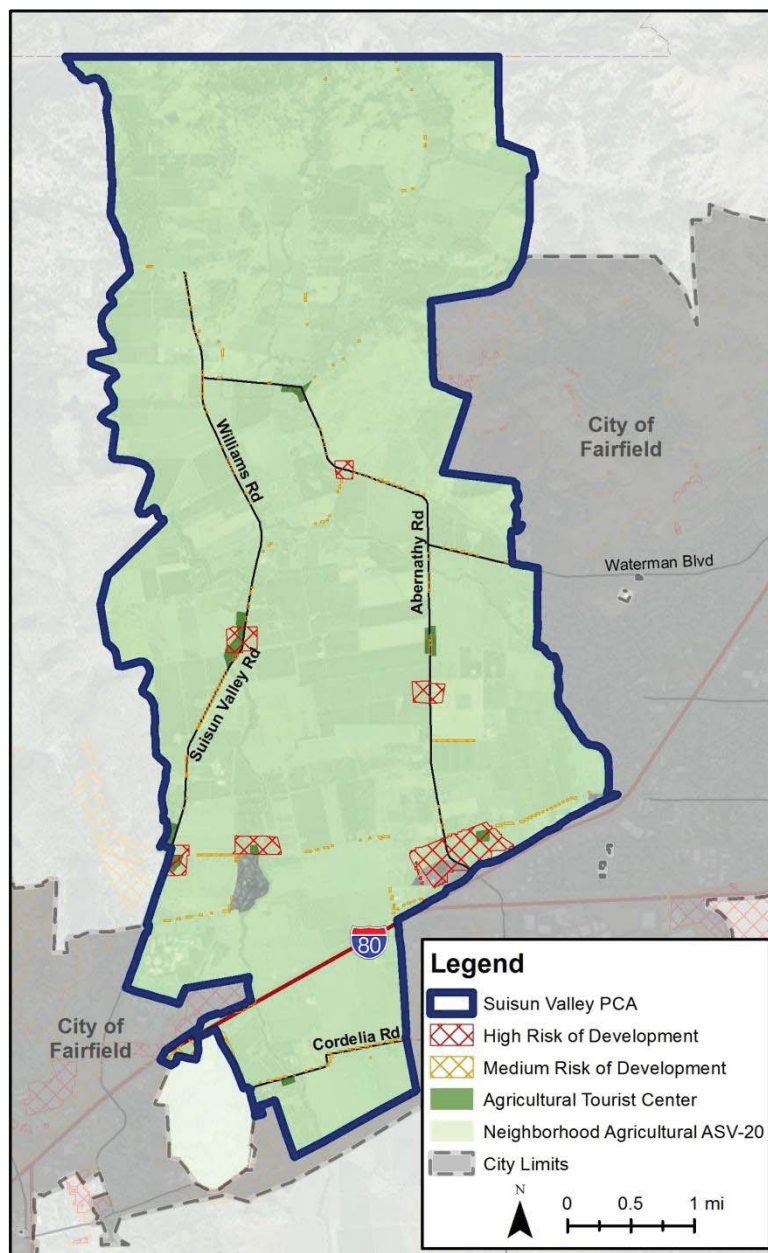 City of
Fairfield
Williams Rd
Abernathy Rd
Waterman Blvd
Suisun Valley Rd
80
City of
Fairfield
Cordelia Rd
Legend
Suisun Valley PCA
High Risk of Development
Medium Risk of Development
Agricultural Tourist Center
Neighborhood Agricultural ASV-20
City Limits
N
0 0.5 1 mi